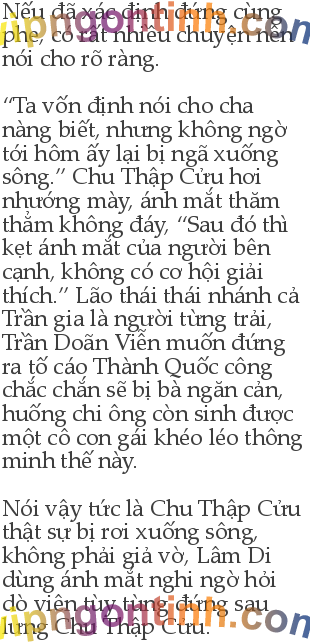 Nếu đã xác định đứng cùng
phe, có rất nhiều chuyện nên
nói cho rõ ràng.

“Ta vốn định nói cho cha
nàng biết, nhưng không ngờ
tới hôm ấy lại bị ngã xuống
sông.” Chu Thập Cửu hơi
nhướng mày, ánh mắt thăm
thẳm không đáy, “Sau đó thì
kẹt ánh mắt của người bên
cạnh, không có cơ hội giải
thích.” Lão thái thái nhánh cả
Trần gia là người từng trải,
Trần Doãn Viễn muốn đứng
ra tố cáo Thành Quốc công
chắc chắn sẽ bị bà ngăn cản,
huống chi ông còn sinh được
một cô con gái khéo léo thông
minh thế này.

Nói vậy tức là Chu Thập Cửu
thật sự bị rơi xuống sông,
không phải giả vờ, Lâm Di
dùng ánh mắt nghi ngờ hỏi
dò viên tùy tùng đứng sau
lưng Chu Thập Cửu.
vipngontinh.com
vipngontinh.com